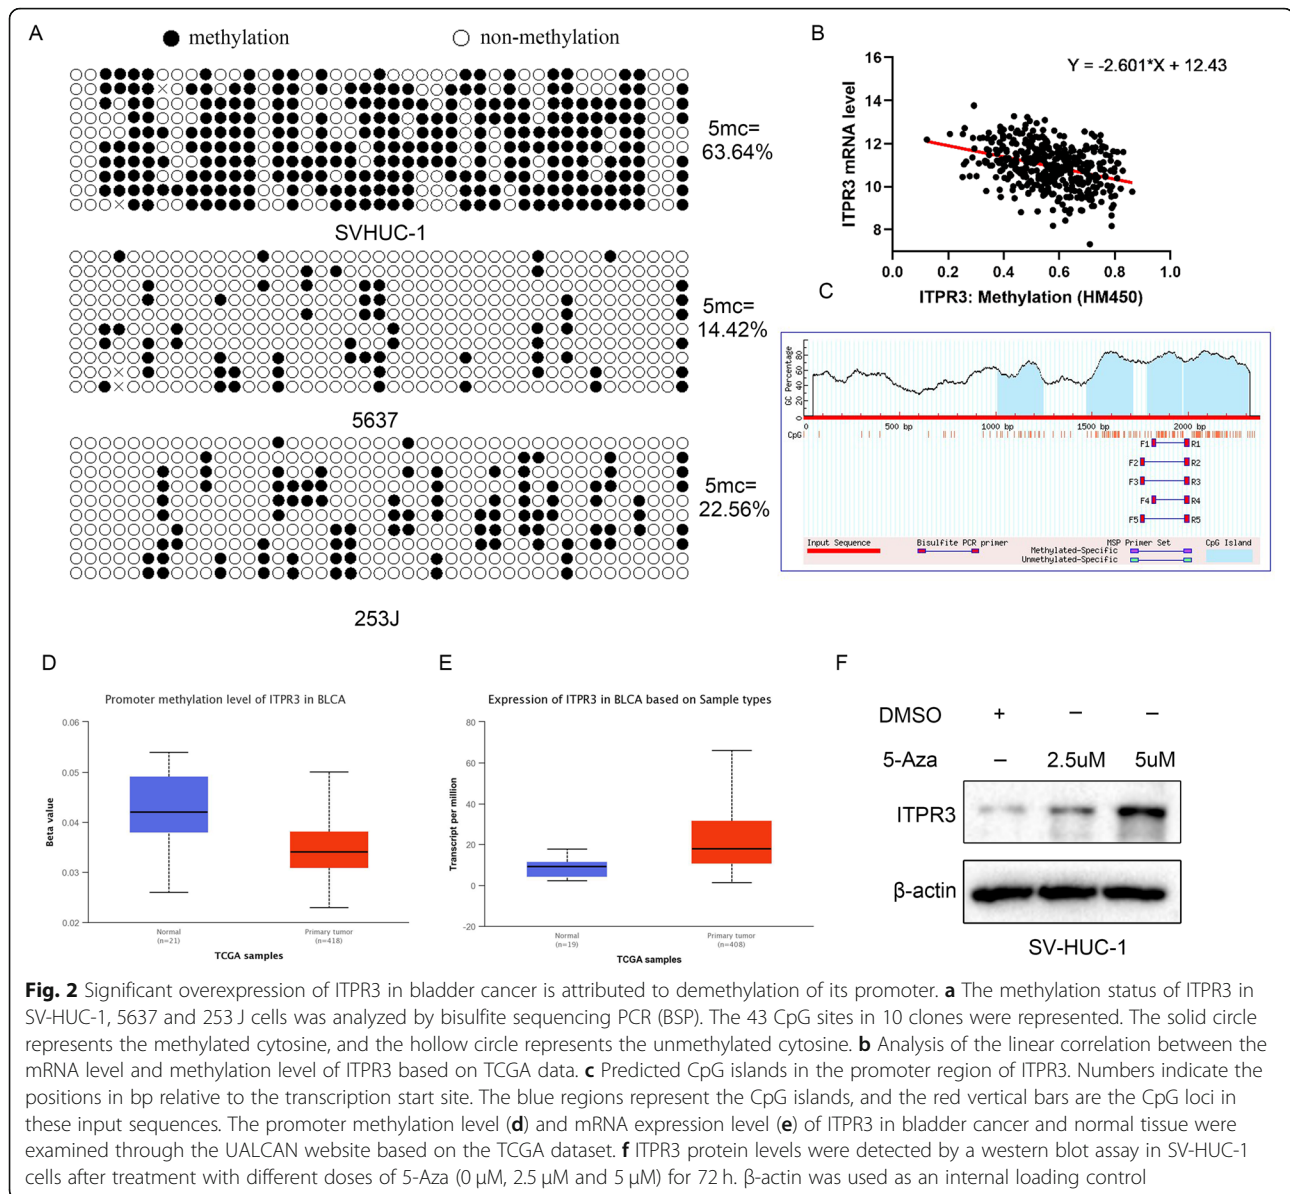 A
methylation
non-methylation
5mc=
63.64%
SVHUC-1
5mc=
14.42%
5637
5mc=
22.56%
253J
B
Y = -2.601*X + 12.43
ITPR3 mRNA level
16
14
12
10
8
0.0 0.2 0.4 0.6 0.8 1.0
ITPR3: Methylation (HM450)
C
GC Percentage
80
60
40
20
0
0 500 bp 1000 bp 1500 bp 2000 bp
CpG
F1 R1
F2 R2
F3 R3
F4 R4
F5 R5
Input Sequence Bisulfite PCR primer MSP Primer Set CpG Island
Methylated-Specific
Unmethylated-Specific
D
Promoter methylation level of ITPR3 in BLCA
Beta value
0.06
0.05
0.04
0.03
0.02
Normal Primary tumor
(n=21) (n=418)
TCGA samples
E
Expression of ITPR3 in BLCA based on Sample types
Transcript per million
80
60
40
20
0
-20
Normal Primary tumor
(n=19) (n=408)
TCGA samples
F
DMSO + – –
5-Aza – 2.5uM 5uM
ITPR3
β-actin
SV-HUC-1
Fig. 2 Significant overexpression of ITPR3 in bladder cancer is attributed to demethylation of its promoter. a The methylation status of ITPR3 in
SV-HUC-1, 5637 and 253 J cells was analyzed by bisulfite sequencing PCR (BSP). The 43 CpG sites in 10 clones were represented. The solid circle
represents the methylated cytosine, and the hollow circle represents the unmethylated cytosine. b Analysis of the linear correlation between the
mRNA level and methylation level of ITPR3 based on TCGA data. c Predicted CpG islands in the promoter region of ITPR3. Numbers indicate the
positions in bp relative to the transcription start site. The blue regions represent the CpG islands, and the red vertical bars are the CpG loci in
these input sequences. The promoter methylation level (d) and mRNA expression level (e) of ITPR3 in bladder cancer and normal tissue were
examined through the UALCAN website based on the TCGA dataset. f ITPR3 protein levels were detected by a western blot assay in SV-HUC-1
cells after treatment with different doses of 5-Aza (0 μM, 2.5 μM and 5 μM) for 72 h. β-actin was used as an internal loading control